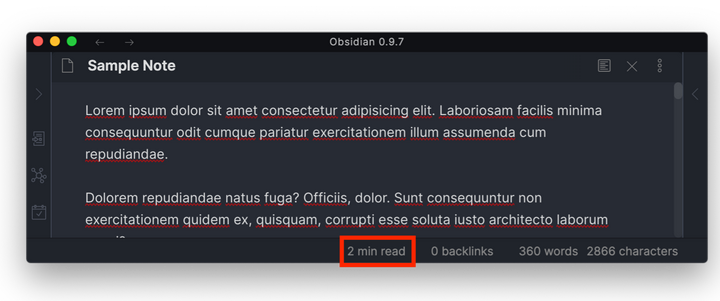 Obsidian 0.9.7
Sample Note
Lorem ipsum dolor sit amet consectetur adipisicing elit. Laboriosam facilis minima
consequuntur odit cumque pariatur exercitationem illum assumenda cum
repudiandae.
Dolorem repudiandae natus fuga? Officiis, dolor. Sunt consequuntur non
exercitationem quidem ex, quisquam, corrupti esse soluta iusto architecto laborum
2 min read 0 backlinks 360 words 2866 characters